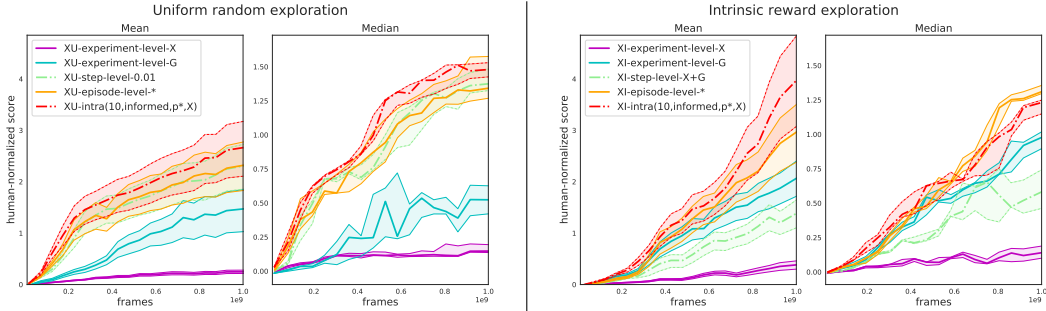 Uniform random exploration
Mean
human-normalized score
4
3
2
1
0
XU-experiment-level-X
XU-experiment-level-G
XU-step-level-0.01
XU-episode-level-*
XU-intra(10,informed,p*,X)
0.2
0.4
0.6
0.8
1.0
1e9
frames
Median
1.50
1.25
1.00
0.75
0.50
0.25
0.00
0.2
0.4
0.6
0.8
1.0
1e9
frames
Intrinsic reward exploration
Mean
human-normalized score
4
3
2
1
0
XI-experiment-level-X
XI-experiment-level-G
XI-step-level-X+G
XI-episode-level-*
XI-intra(10,informed,p*,X)
0.2
0.4
0.6
0.8
1.0
1e9
frames
Median
1.50
1.25
1.00
0.75
0.50
0.25
0.00
0.2
0.4
0.6
0.8
1.0
1e9
frames